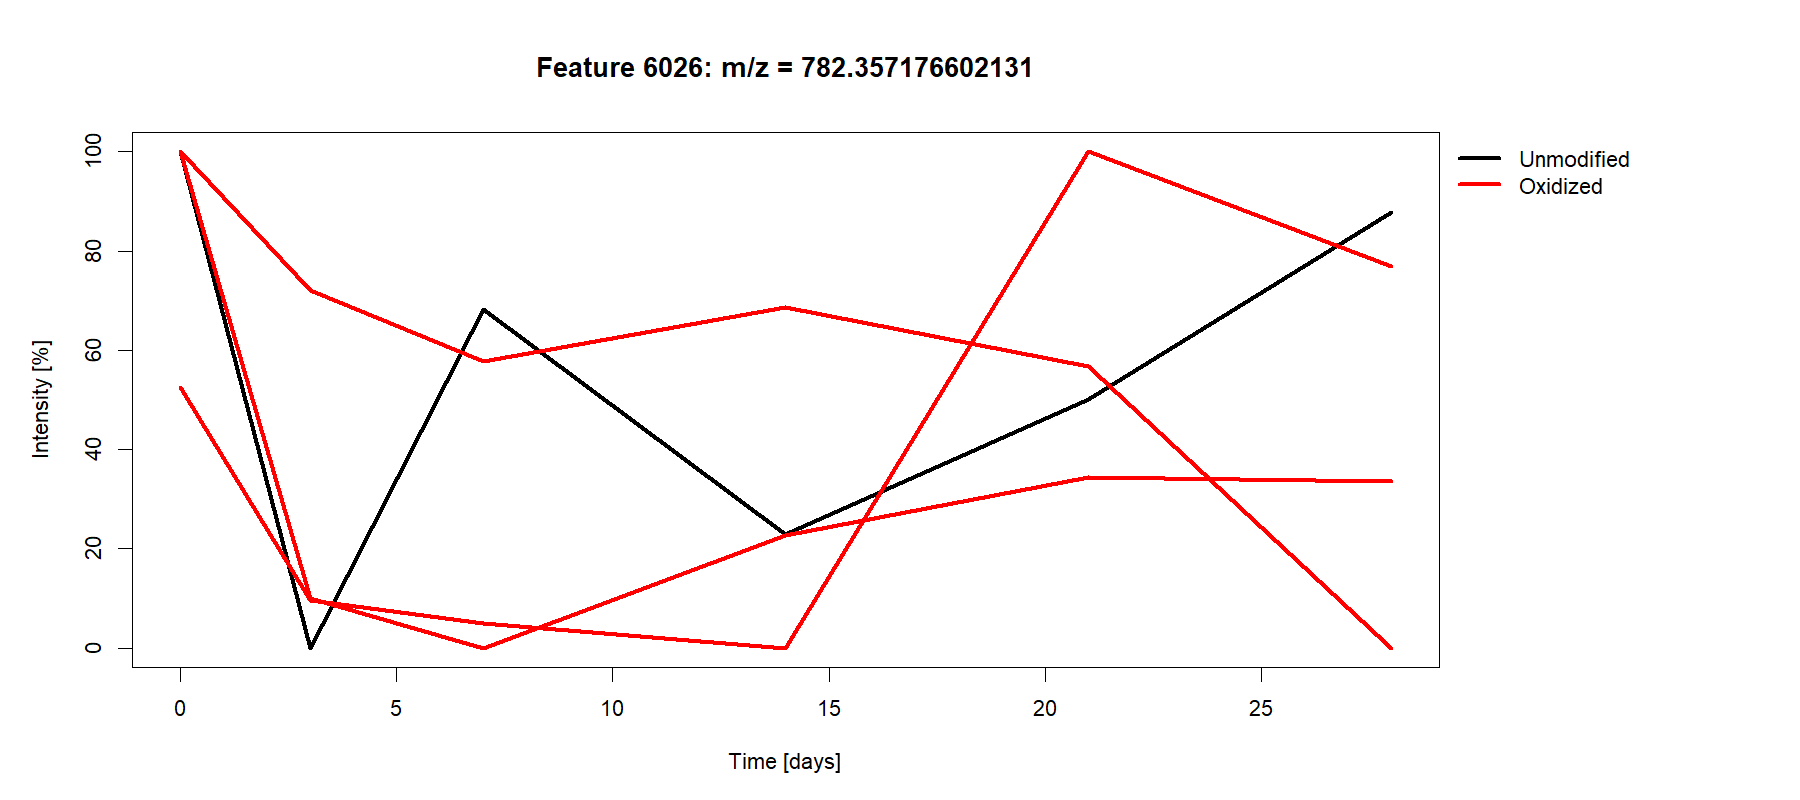 Feature 6026: m/z = 782.357176602131
Unmodified
Oxidized
Intensity [%]
100
80
60
40
20
0
0 5 10 15 20 25
Time [days]